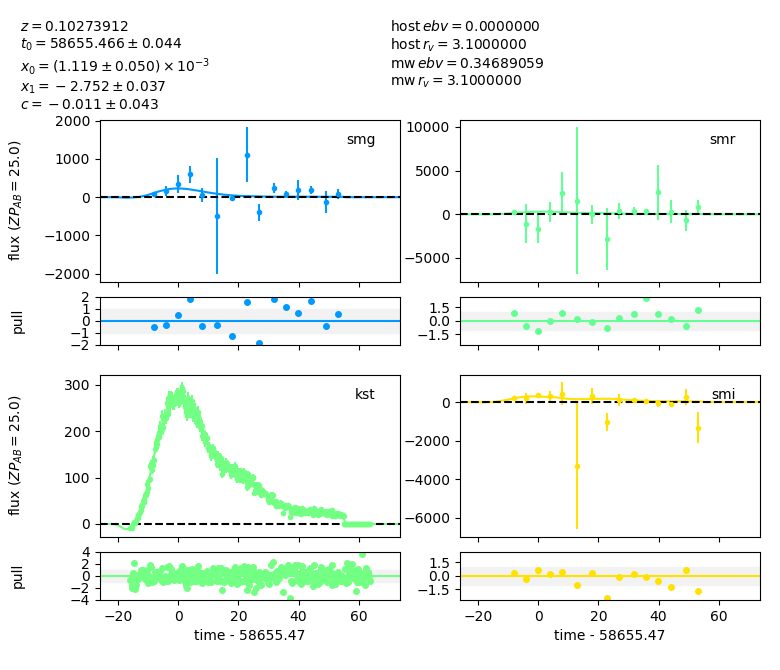 z = 0.10273912
t₀ = 58655.466 ± 0.044
x₀ = (1.119 ± 0.050) × 10⁻³
x₁ = −2.752 ± 0.037
c = −0.011 ± 0.043
host ebv = 0.0000000
host r_v = 3.1000000
mw ebv = 0.34689059
mw r_v = 3.1000000
flux (ZP_AB = 25.0)
2000
1000
0
−1000
−2000
smg
10000
5000
0
−5000
smr
pull
2
1
0
−1
−2
1.5
0.0
−1.5
flux (ZP_AB = 25.0)
300
200
100
0
kst
0
−2000
−4000
−6000
smi
pull
4
2
0
−2
−4
1.5
0.0
−1.5
−20 0 20 40 60
time - 58655.47
−20 0 20 40 60
time - 58655.47